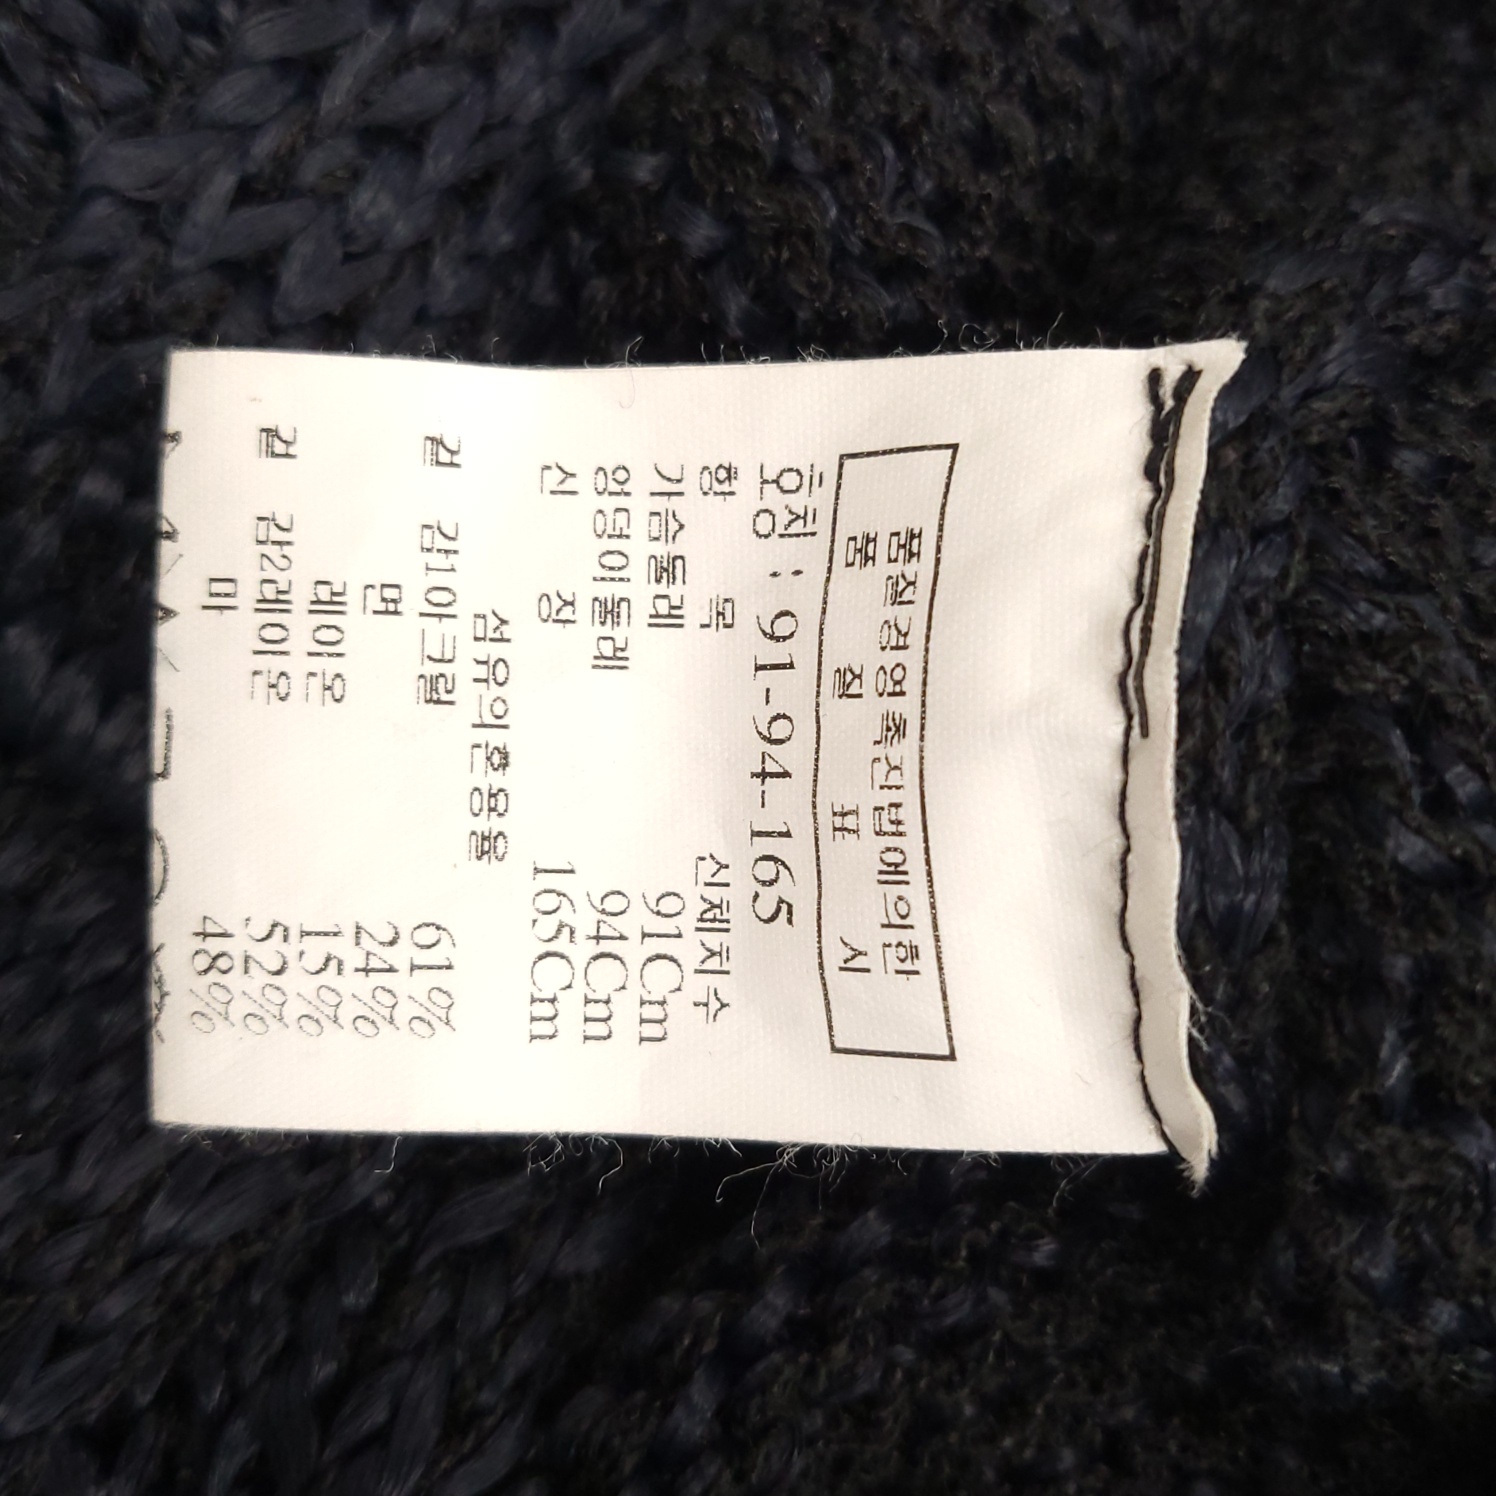 품질경영촉진법에의한
품 질 표 시
호칭 : 91-94-165
항 목 신체치수
가슴둘레 91Cm
엉덩이둘레 94Cm
신 장 165Cm
섬유의혼용율
겉 감1아크릴 61%
면 24%
레이온 15%
겉 감2레이온 52%
마 48%